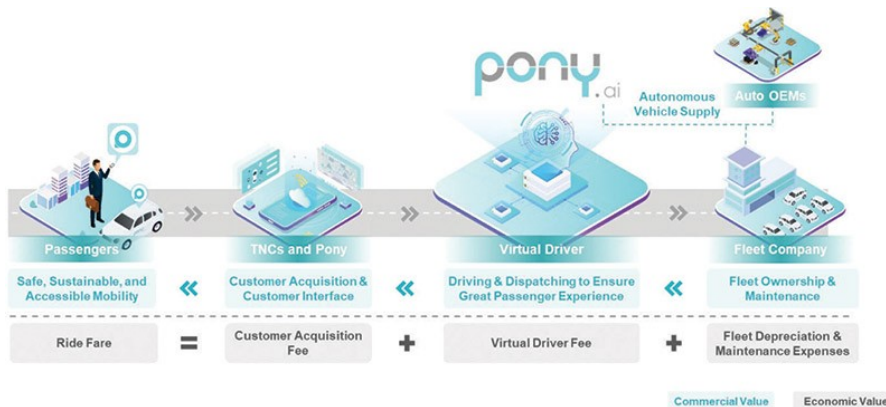 pony.ai
Autonomous
Vehicle Supply
Auto OEMs
Passengers
TNCs and Pony
Virtual Driver
Fleet Company
Safe, Sustainable, and
Accessible Mobility
Customer Acquisition &
Customer Interface
Driving & Dispatching to Ensure
Great Passenger Experience
Fleet Ownership &
Maintenance
Ride Fare
=
Customer Acquisition
Fee
+
Virtual Driver Fee
+
Fleet Depreciation &
Maintenance Expenses
Commercial Value
Economic Value